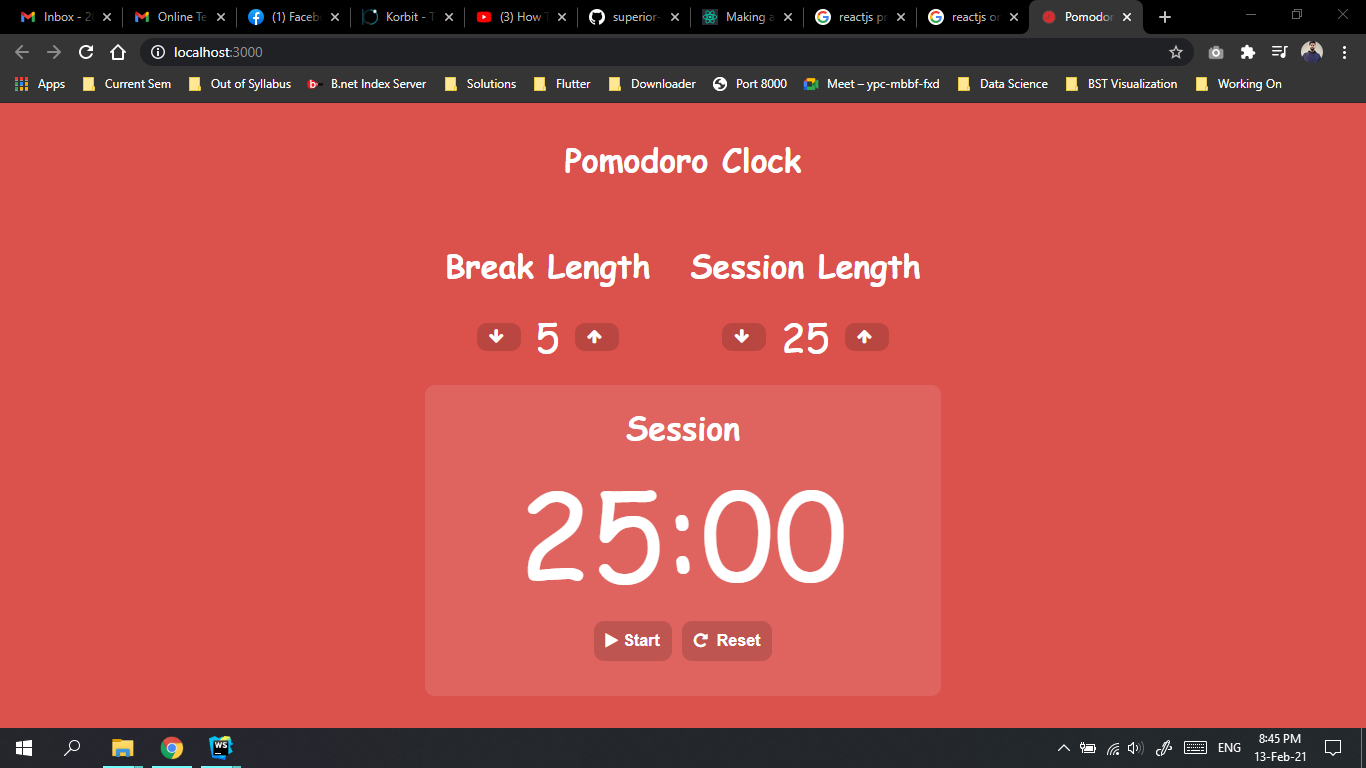 Inbox - 20
Online Te
(1) Faceb
Korbit - T
(3) How T
superior-
Making a
reactjs pr
reactjs on
Pomodor
localhost:3000
Apps
Current Sem
Out of Syllabus
B.net Index Server
Solutions
Flutter
Downloader
Port 8000
Meet – ypc-mbbf-fxd
Data Science
BST Visualization
Working On
Pomodoro Clock
Break Length
Session Length
5
25
Session
25:00
Start
Reset
WS
ENG
8:45 PM
13-Feb-21